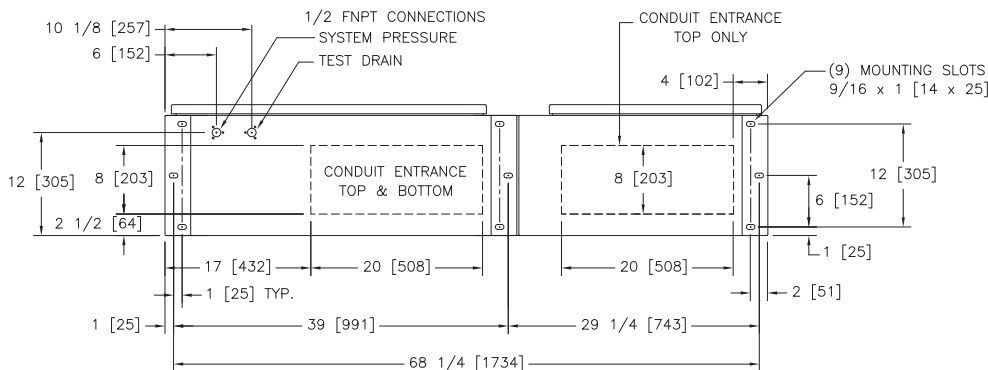 1/2 FNPT CONNECTIONS
SYSTEM PRESSURE
TEST DRAIN
10 1/8 [257]
6 [152]
CONDUIT ENTRANCE
TOP ONLY
4 [102]
(9) MOUNTING SLOTS
9/16 x 1 [14 x 25]
12 [305]
8 [203]
2 1/2 [64]
CONDUIT ENTRANCE
TOP & BOTTOM
8 [203]
12 [305]
6 [152]
1 [25]
17 [432]
20 [508]
20 [508]
2 [51]
1 [25] TYP.
1 [25]
39 [991]
29 1/4 [743]
68 1/4 [1734]